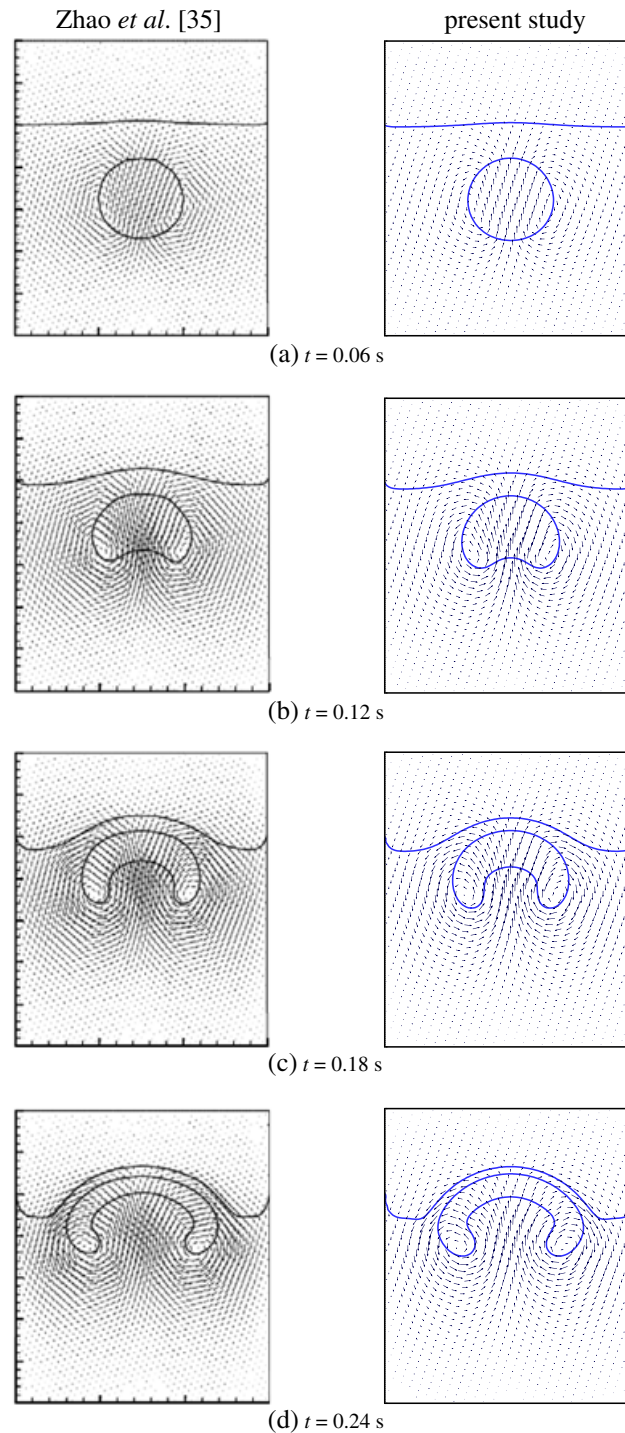 Zhao et al. [35]
present study
(a) t = 0.06 s
(b) t = 0.12 s
(c) t = 0.18 s
(d) t = 0.24 s